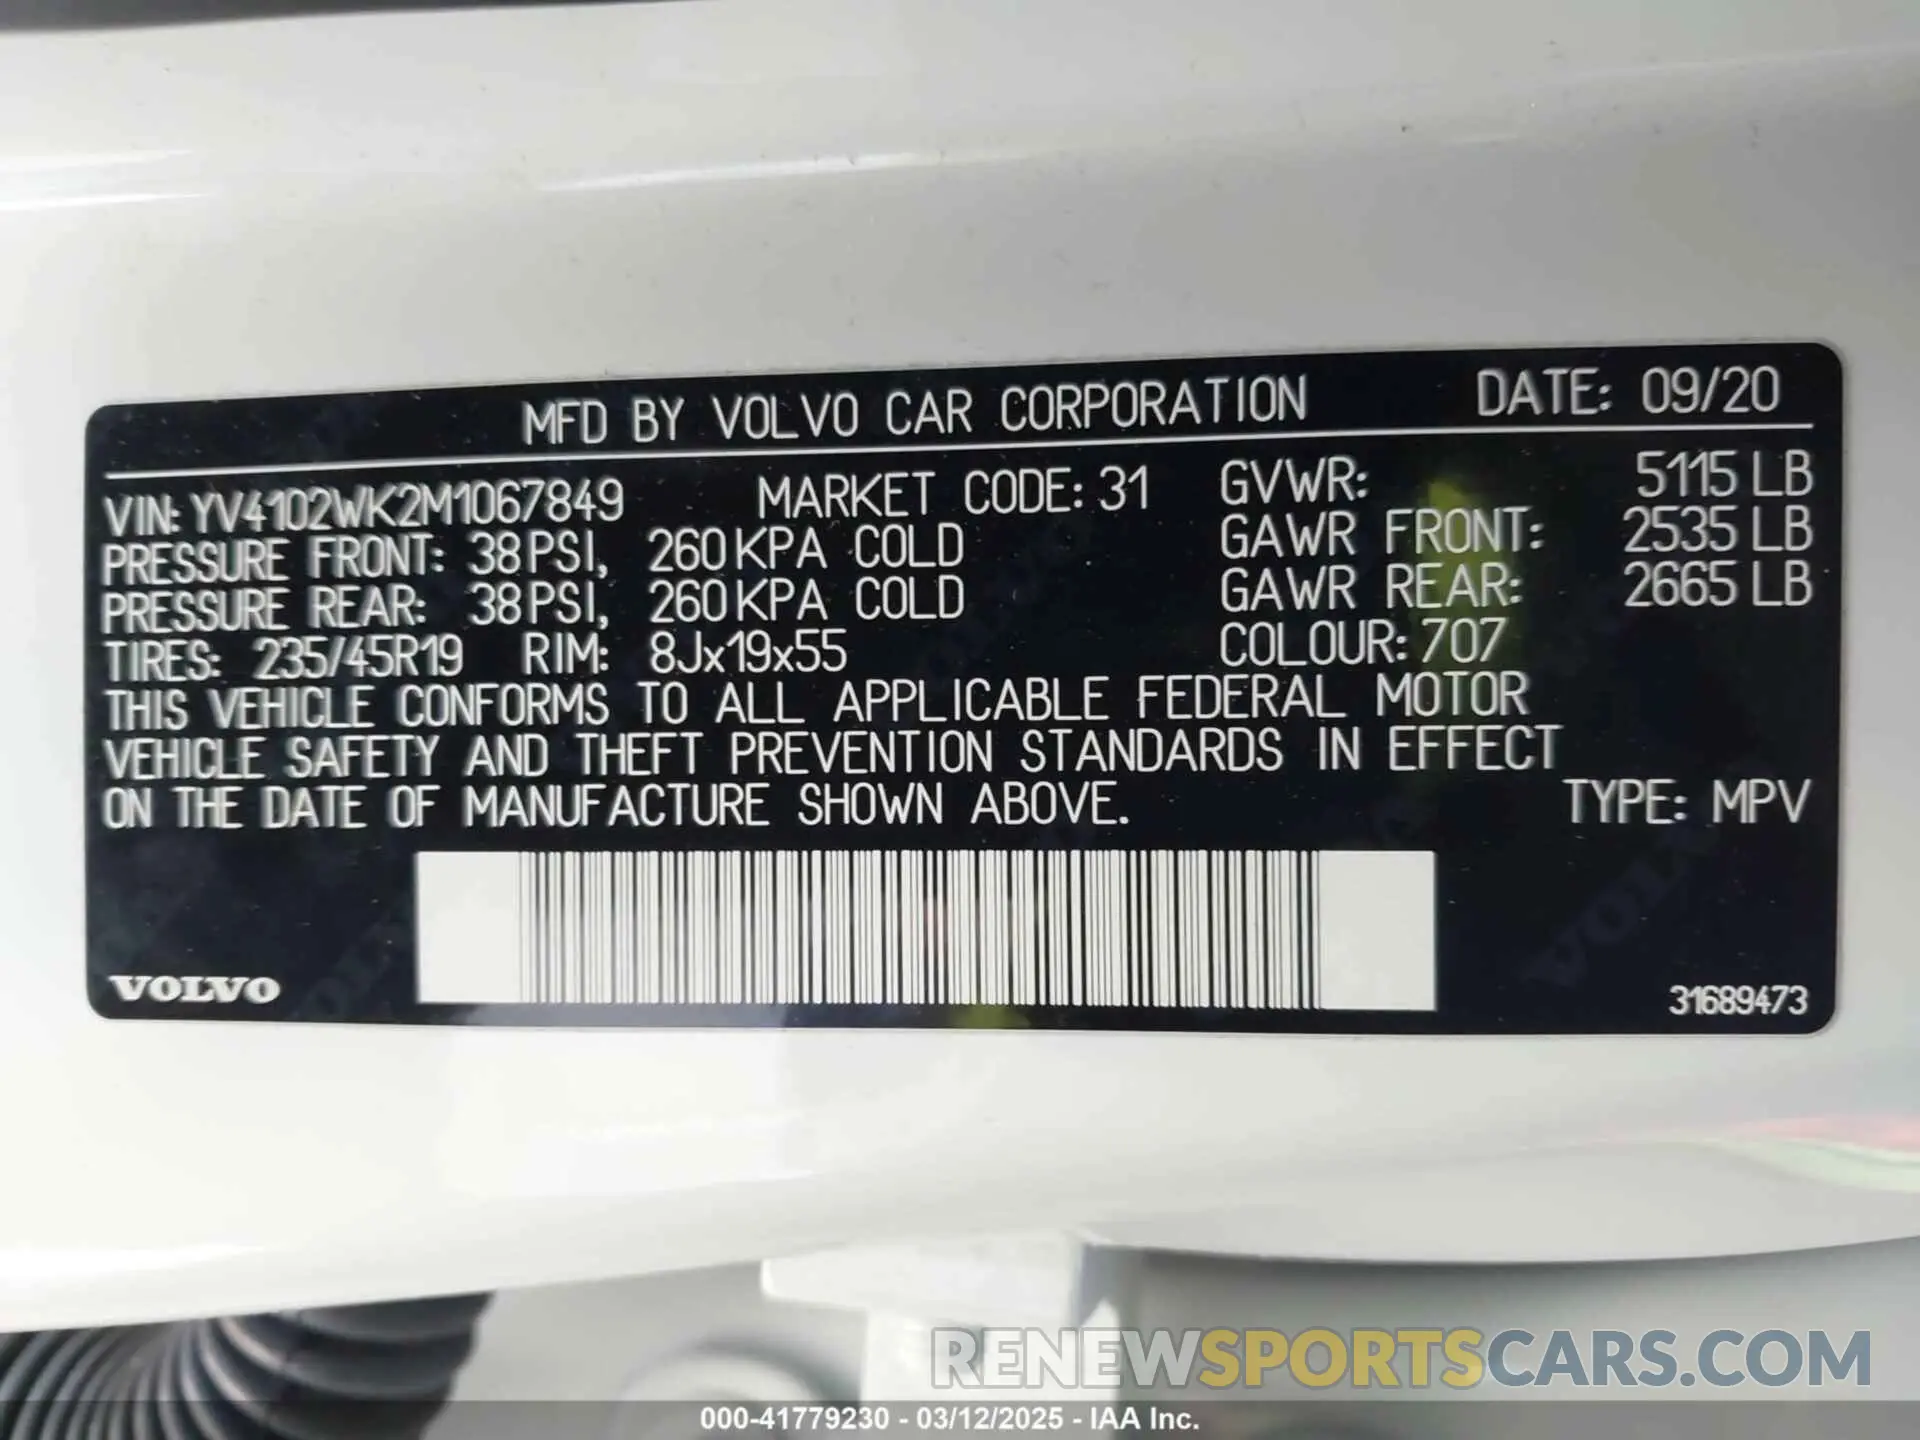 MFD BY VOLVO CAR CORPORATION DATE: 09/20
VIN: YV4102WK2M1067849 MARKET CODE: 31 GVWR: 5115 LB
PRESSURE FRONT: 38 PSI, 260 KPA COLD GAWR FRONT: 2535 LB
PRESSURE REAR: 38 PSI, 260 KPA COLD GAWR REAR: 2665 LB
TIRES: 235/45R19 RIM: 8Jx19x55 COLOUR: 707
THIS VEHICLE CONFORMS TO ALL APPLICABLE FEDERAL MOTOR
VEHICLE SAFETY AND THEFT PREVENTION STANDARDS IN EFFECT
ON THE DATE OF MANUFACTURE SHOWN ABOVE. TYPE: MPV
VOLVO 31689473
RENEWSPORTSCARS.COM
000-41779230 - 03/12/2025 - IAA Inc.